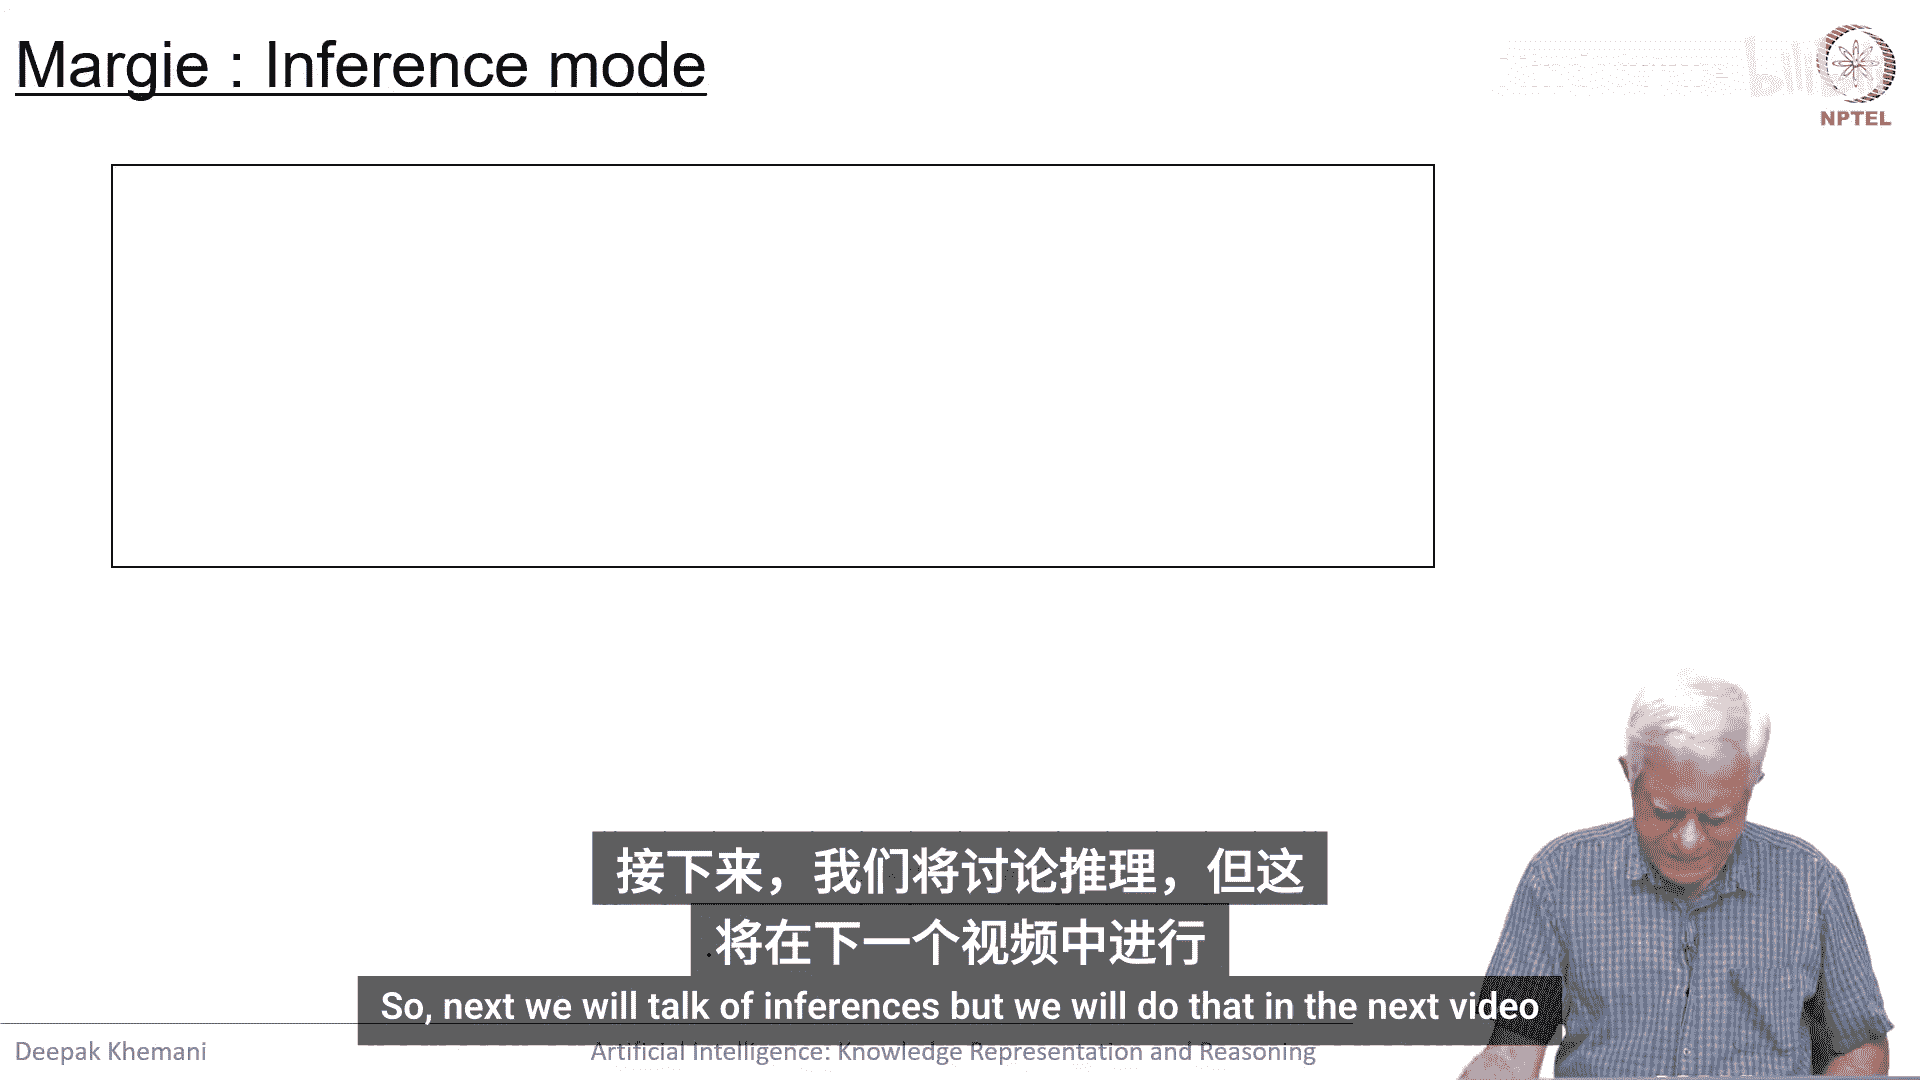 Margie : Inference mode
NPTEL
接下来，我们将讨论推理，但这
将在下一个视频中进行
So, next we will talk of inferences but we will do that in the next video
Deepak Khemani
Artificial Intelligence: Knowledge Representation and Reasoning